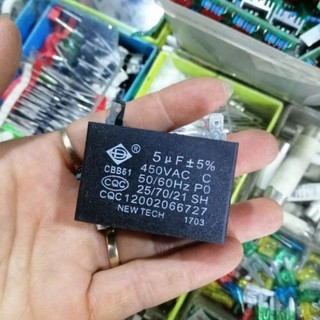 5μF±5%
CBB61 450VAC C
CQC 50/60Hz P0
25/70/21 SH
CQC12002066727
NEW TECH 1703